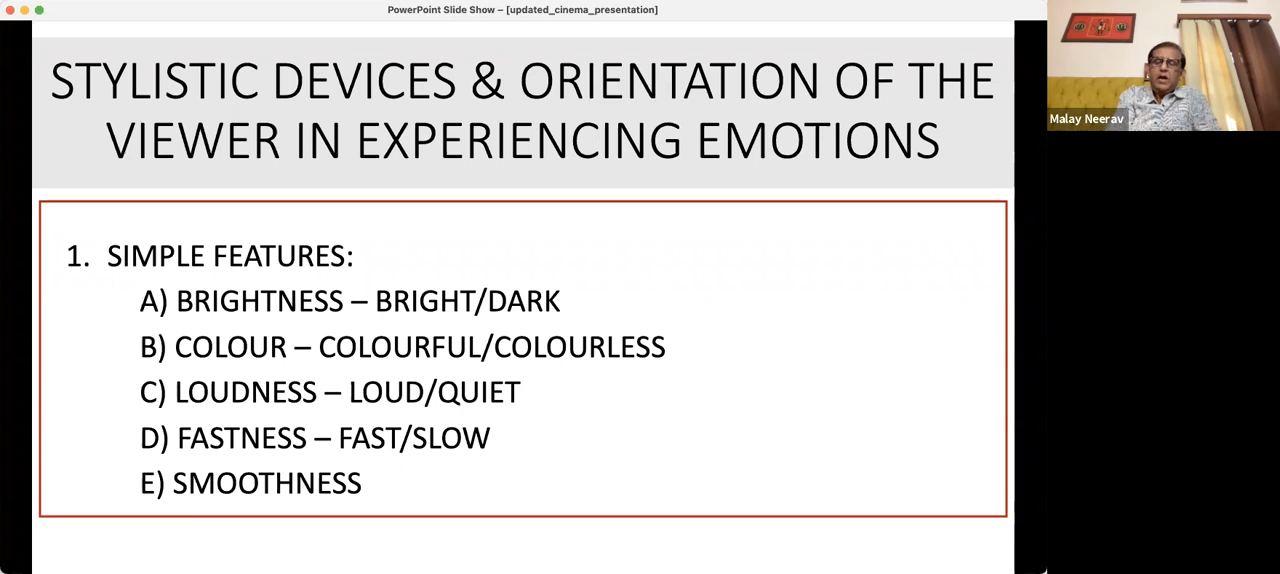 PowerPoint Slide Show – [updated_cinema_presentation]
STYLISTIC DEVICES & ORIENTATION OF THE
VIEWER IN EXPERIENCING EMOTIONS
1. SIMPLE FEATURES:
A) BRIGHTNESS – BRIGHT/DARK
B) COLOUR – COLOURFUL/COLOURLESS
C) LOUDNESS – LOUD/QUIET
D) FASTNESS – FAST/SLOW
E) SMOOTHNESS
Malay Neerav